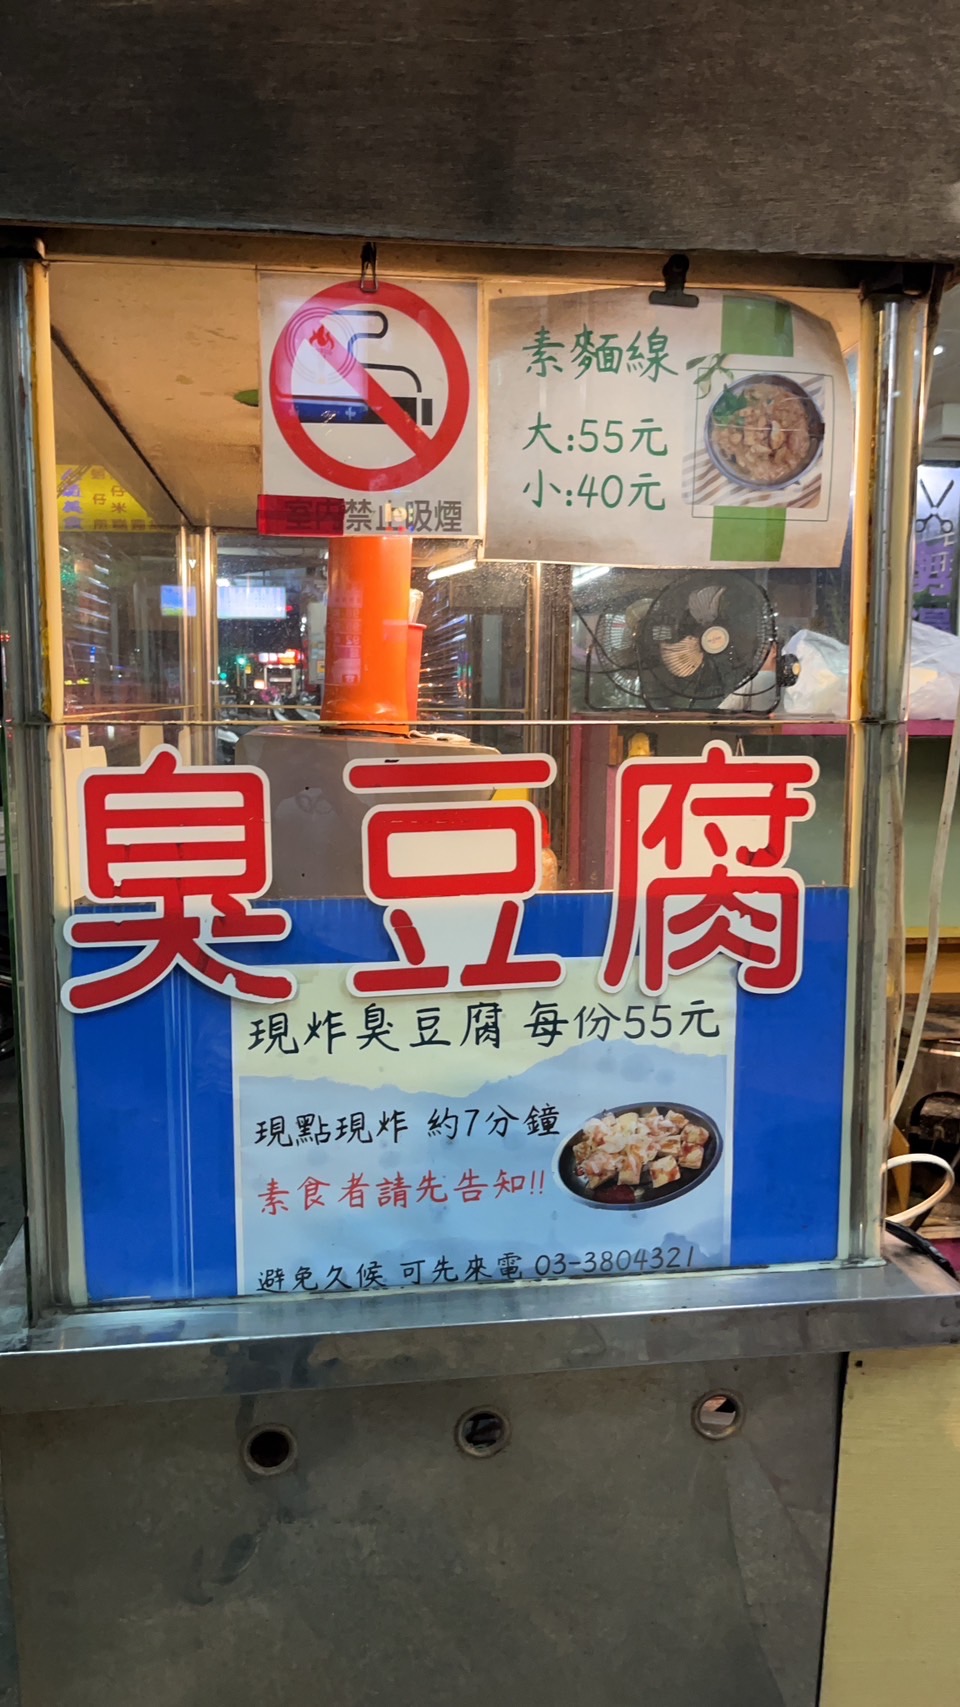 室內禁止吸煙
素麵線
大:55元
小:40元
臭豆腐
現炸臭豆腐 每份55元
現點現炸 約7分鐘
素食者請先告知!!
避免久候 可先來電 03-3804321